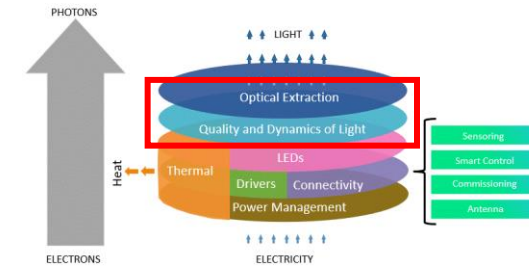 PHOTONS
LIGHT
Optical Extraction
Quality and Dynamics of Light
LEDs
Thermal
Heat
Drivers
Connectivity
Power Management
Sensoring
Smart Control
Commissioning
Antenna
ELECTRONS
ELECTRICITY